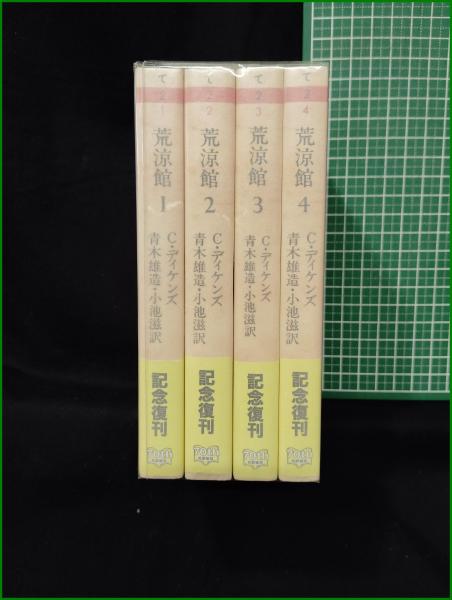 て
2
1
荒涼館
1
C・ディケンズ
青木雄造・小池滋訳
記念復刊
て
2
2
荒涼館
2
C・ディケンズ
青木雄造・小池滋訳
記念復刊
て
2
3
荒涼館
3
C・ディケンズ
青木雄造・小池滋訳
記念復刊
て
2
4
荒涼館
4
C・ディケンズ
青木雄造・小池滋訳
記念復刊